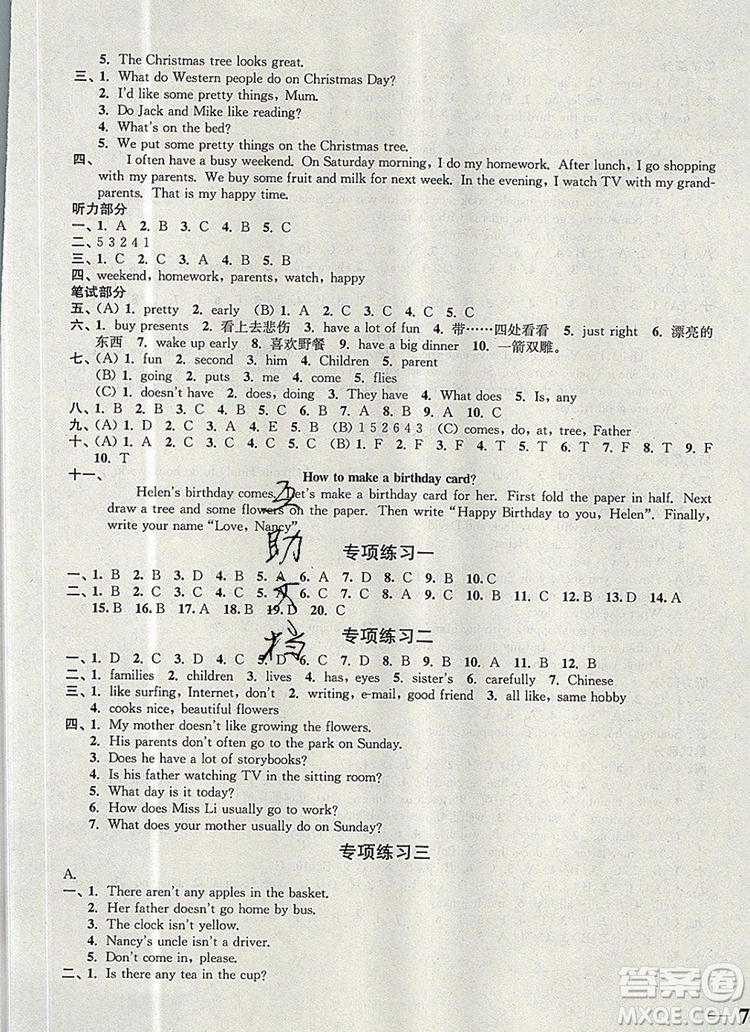 5. The Christmas tree looks great.
三、1. What do Western people do on Christmas Day?
2. I'd like some pretty things, Mum.
3. Do Jack and Mike like reading?
4. What's on the bed?
5. We put some pretty things on the Christmas tree.
四、 I often have a busy weekend. On Saturday morning, I do my homework. After lunch, I go shopping
with my parents. We buy some fruit and milk for next week. In the evening, I watch TV with my grand-
parents. That is my happy time.
听力部分
一、1. A 2. B 3. C 4. B 5. C
二、5 3 2 4 1
三、1. C 2. C 3. B 4. A 5. C
四、weekend, homework, parents, watch, happy
笔试部分
五、(A) 1. pretty 2. early (B) 1. A 2. A 3. C 4. C 5. C
六、1. buy presents 2. 看上去悲伤 3. have a lot of fun 4. 带……四处看看 5. just right 6. 漂亮的
东西 7. wake up early 8. 喜欢野餐 9. have a big dinner 10. 一箭双雕。
七、(A) 1. fun 2. second 3. him 4. Children 5. parent
(B) 1. going 2. puts 3. me 4. come 5. flies
(C) 1. doesn't have 2. does, doing 3. They have 4. What does 5. Is, any
八、1. B 2. B 3. C 4. B 5. C 6. A 7. C 8. A 9. A 10. C
九、(A) 1. D 2. C 3. A 4. E 5. B (B) 152643 (C) comes, do, at, tree, Father
十、(A) 1. C 2. A 3. C 4. A 5. B (B) 1. F 2. F 3. F 4. T 5. T 6. T 7. T 8. T 9. F
10. T
十一、 How to make a birthday card?
Helen's birthday comes. Let's make a birthday card for her. First fold the paper in half. Next
draw a tree and some flowers on the paper. Then write “Happy Birthday to you, Helen”. Finally,
write your name “Love, Nancy”
互助文档
专项练习一
一、1. B 2. B 3. D 4. B 5. A 6. A 7. D 8. C 9. B 10. C
二、1. B 2. C 3. D 4. A 5. A 6. C 7. C 8. B 9. C 10. B 11. C 12. B 13. D 14. A
15. B 16. A 17. D 18. B 19. D 20. C
专项练习二
一、1. D 2. C 3. A 4. B 5. D 6. D 7. A 8. A 9. D 10. A 11. B 12. B
二、1. families 2. children 3. lives 4. has, eyes 5. sister's 6. carefully 7. Chinese
三、1. like surfing, Internet, don't 2. writing, e-mail, good friend 3. all like, same hobby
4. cooks nice, beautiful flowers
四、1. My mother doesn't like growing the flowers.
2. His parents don't often go to the park on Sunday.
3. Does he have a lot of storybooks?
4. Is his father watching TV in the sitting room?
5. What day is it today?
6. How does Miss Li usually go to work?
7. What does your mother usually do on Sunday?
专项练习三
A.
一、1. There aren't any apples in the basket.
2. Her father doesn't go home by bus.
3. The clock isn't yellow.
4. Nancy's uncle isn't a driver.
5. Don't come in, please.
二、1. Is there any tea in the cup?
答案圈
MXQE.COM
7